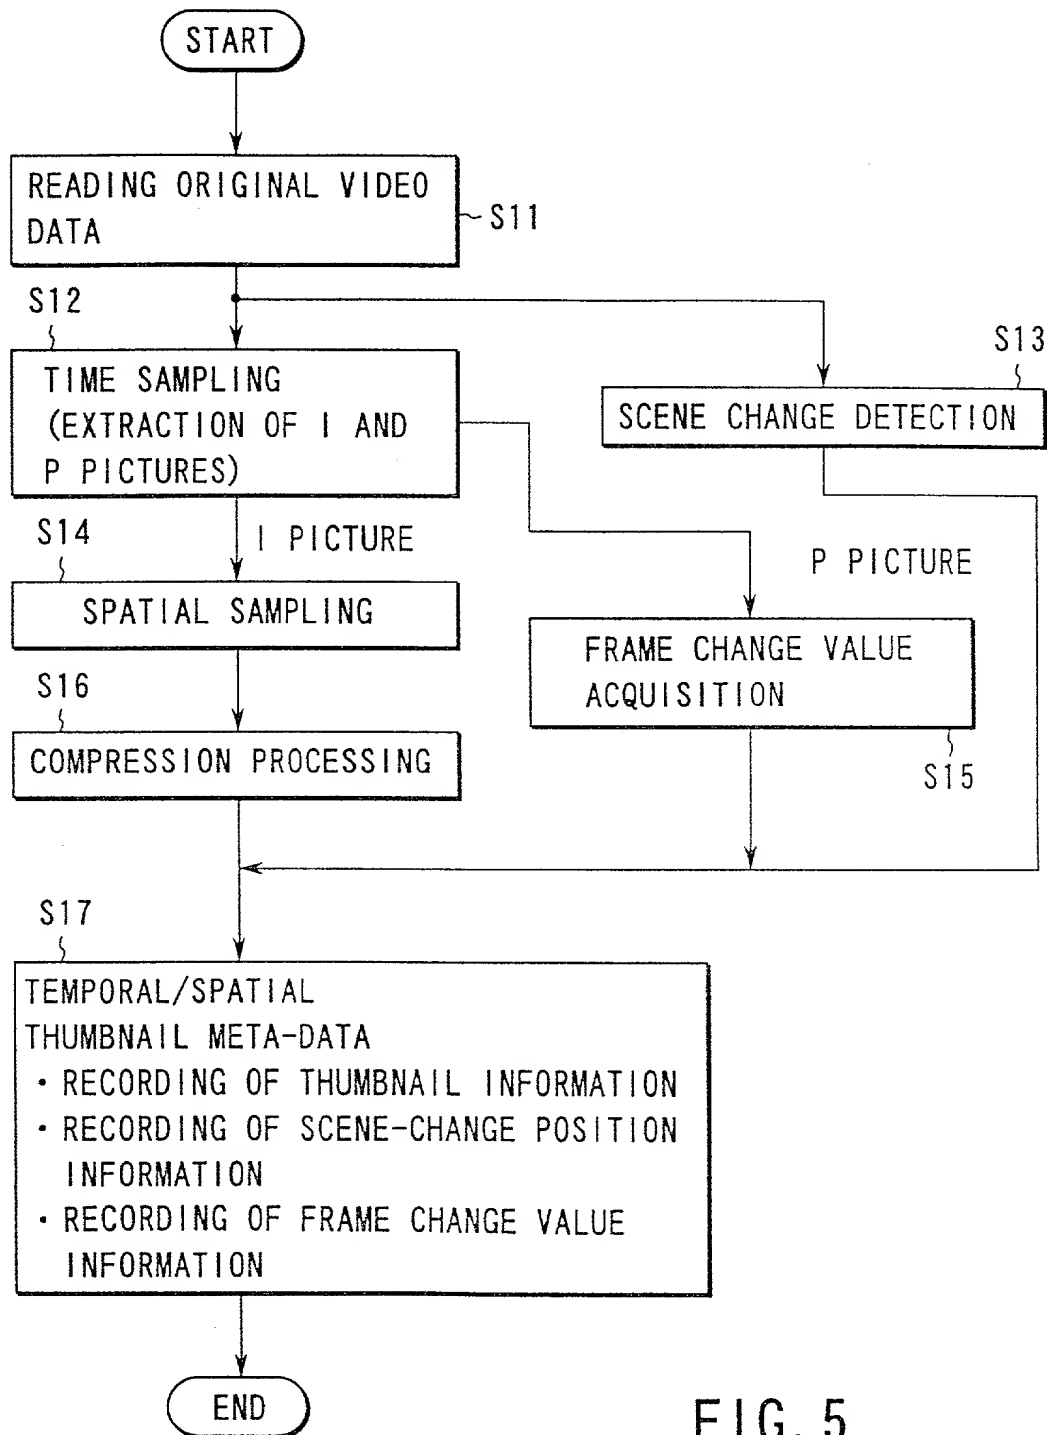 START
READING ORIGINAL VIDEO
DATA
S11
S12
TIME SAMPLING
(EXTRACTION OF I AND
P PICTURES)
S13
SCENE CHANGE DETECTION
S14
I PICTURE
P PICTURE
SPATIAL SAMPLING
FRAME CHANGE VALUE
ACQUISITION
S15
S16
COMPRESSION PROCESSING
S17
TEMPORAL/SPATIAL
THUMBNAIL META-DATA
・RECORDING OF THUMBNAIL INFORMATION
・RECORDING OF SCENE-CHANGE POSITION
INFORMATION
・RECORDING OF FRAME CHANGE VALUE
INFORMATION
END
FIG. 5